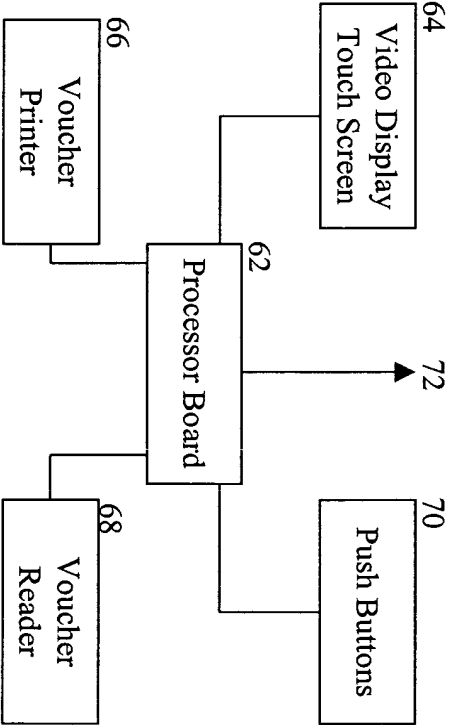 64
Video Display
Touch Screen
72
70
Push Buttons
62
Processor Board
66
Voucher
Printer
68
Voucher
Reader